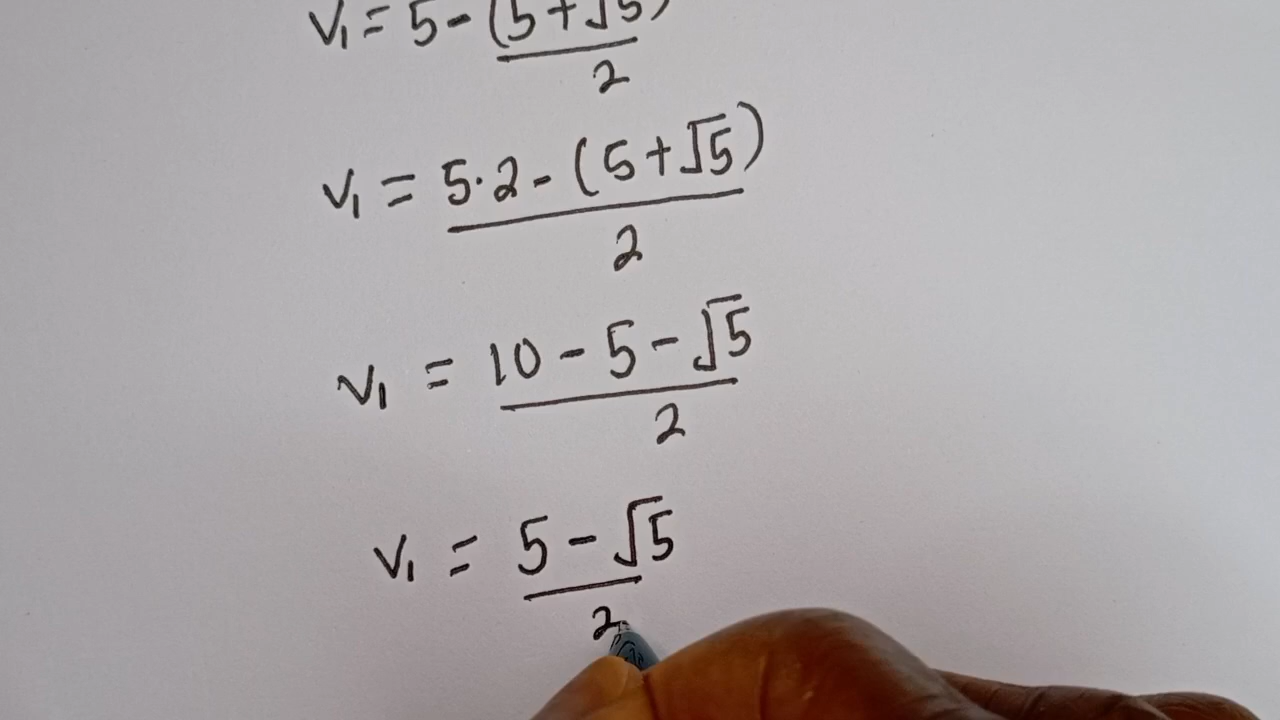 V₁ = 5 - (5+√5)/2
V₁ = (5·2 - (5+√5))/2
V₁ = (10 - 5 - √5)/2
V₁ = (5 - √5)/2